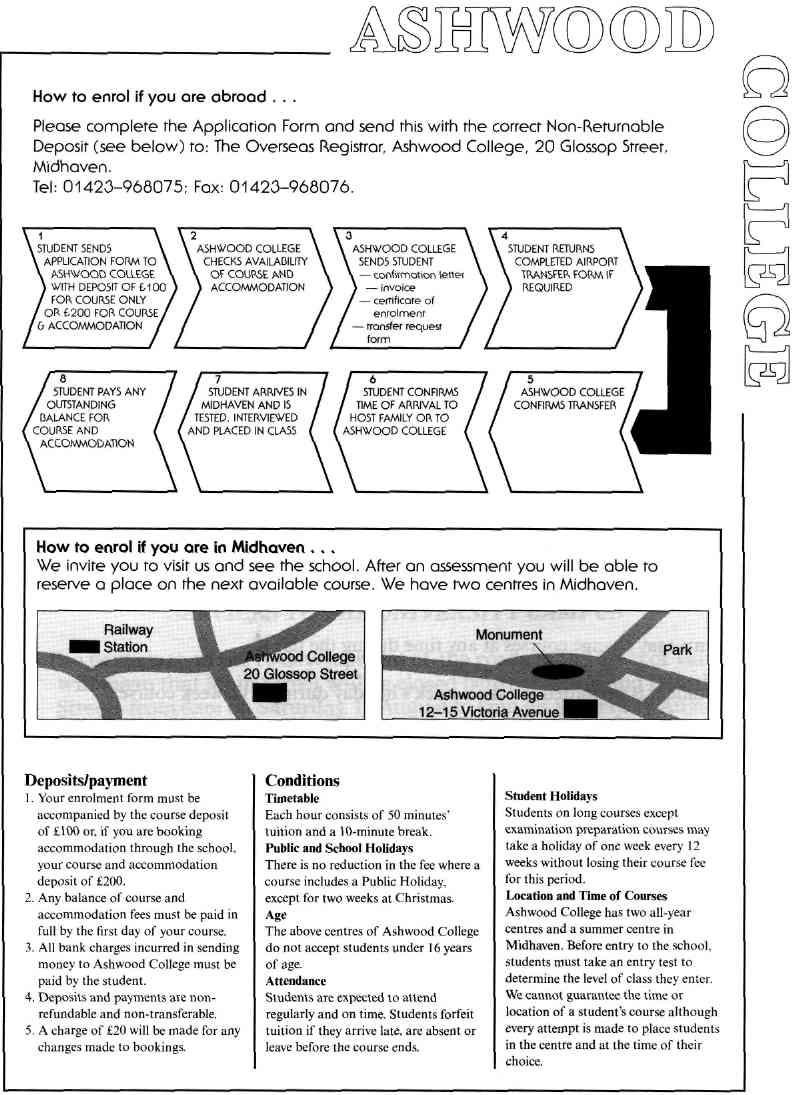 ASHWOOD
COLLEGE
How to enrol if you are abroad . . .
Please complete the Application Form and send this with the correct Non-Returnable
Deposit (see below) to: The Overseas Registrar, Ashwood College, 20 Glossop Street,
Midhaven.
Tel: 01423–968075; Fax: 01423–968076.
1
STUDENT SENDS
APPLICATION FORM TO
ASHWOOD COLLEGE
WITH DEPOSIT OF £100
FOR COURSE ONLY
OR £200 FOR COURSE
& ACCOMMODATION
2
ASHWOOD COLLEGE
CHECKS AVAILABILITY
OF COURSE AND
ACCOMMODATION
3
ASHWOOD COLLEGE
SENDS STUDENT
— confirmation letter
— invoice
— certificate of
enrolment
— transfer request
form
4
STUDENT RETURNS
COMPLETED AIRPORT
TRANSFER FORM IF
REQUIRED
5
ASHWOOD COLLEGE
CONFIRMS TRANSFER
6
STUDENT CONFIRMS
TIME OF ARRIVAL TO
HOST FAMILY OR TO
ASHWOOD COLLEGE
7
STUDENT ARRIVES IN
MIDHAVEN AND IS
TESTED, INTERVIEWED
AND PLACED IN CLASS
8
STUDENT PAYS ANY
OUTSTANDING
BALANCE FOR
COURSE AND
ACCOMMODATION
How to enrol if you are in Midhaven . . .
We invite you to visit us and see the school. After an assessment you will be able to
reserve a place on the next available course. We have two centres in Midhaven.
Railway
Station
Ashwood College
20 Glossop Street
Monument
Park
Ashwood College
12–15 Victoria Avenue
Deposits/payment
1. Your enrolment form must be
accompanied by the course deposit
of £100 or, if you are booking
accommodation through the school,
your course and accommodation
deposit of £200.
2. Any balance of course and
accommodation fees must be paid in
full by the first day of your course.
3. All bank charges incurred in sending
money to Ashwood College must be
paid by the student.
4. Deposits and payments are non-
refundable and non-transferable.
5. A charge of £20 will be made for any
changes made to bookings.
Conditions
Timetable
Each hour consists of 50 minutes'
tuition and a 10-minute break.
Public and School Holidays
There is no reduction in the fee where a
course includes a Public Holiday,
except for two weeks at Christmas.
Age
The above centres of Ashwood College
do not accept students under 16 years
of age.
Attendance
Students are expected to attend
regularly and on time. Students forfeit
tuition if they arrive late, are absent or
leave before the course ends.
Student Holidays
Students on long courses except
examination preparation courses may
take a holiday of one week every 12
weeks without losing their course fee
for this period.
Location and Time of Courses
Ashwood College has two all-year
centres and a summer centre in
Midhaven. Before entry to the school,
students must take an entry test to
determine the level of class they enter.
We cannot guarantee the time or
location of a student's course although
every attempt is made to place students
in the centre and at the time of their
choice.